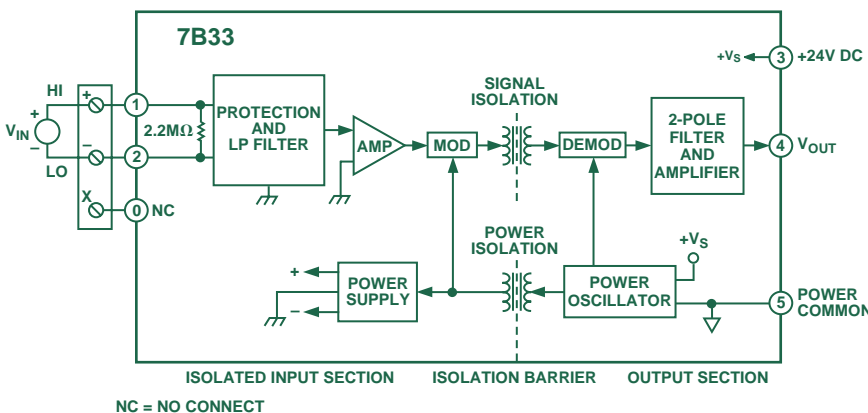 7B33
+VS
3
+24V DC
HI
+
1
+
VIN
–
2.2MΩ
–
2
LO
X
0
NC
PROTECTION
AND
LP FILTER
AMP
MOD
SIGNAL
ISOLATION
DEMOD
2-POLE
FILTER
AND
AMPLIFIER
4
VOUT
POWER
ISOLATION
+
–
POWER
SUPPLY
POWER
OSCILLATOR
+VS
5
POWER
COMMON
ISOLATED INPUT SECTION
ISOLATION BARRIER
OUTPUT SECTION
NC = NO CONNECT